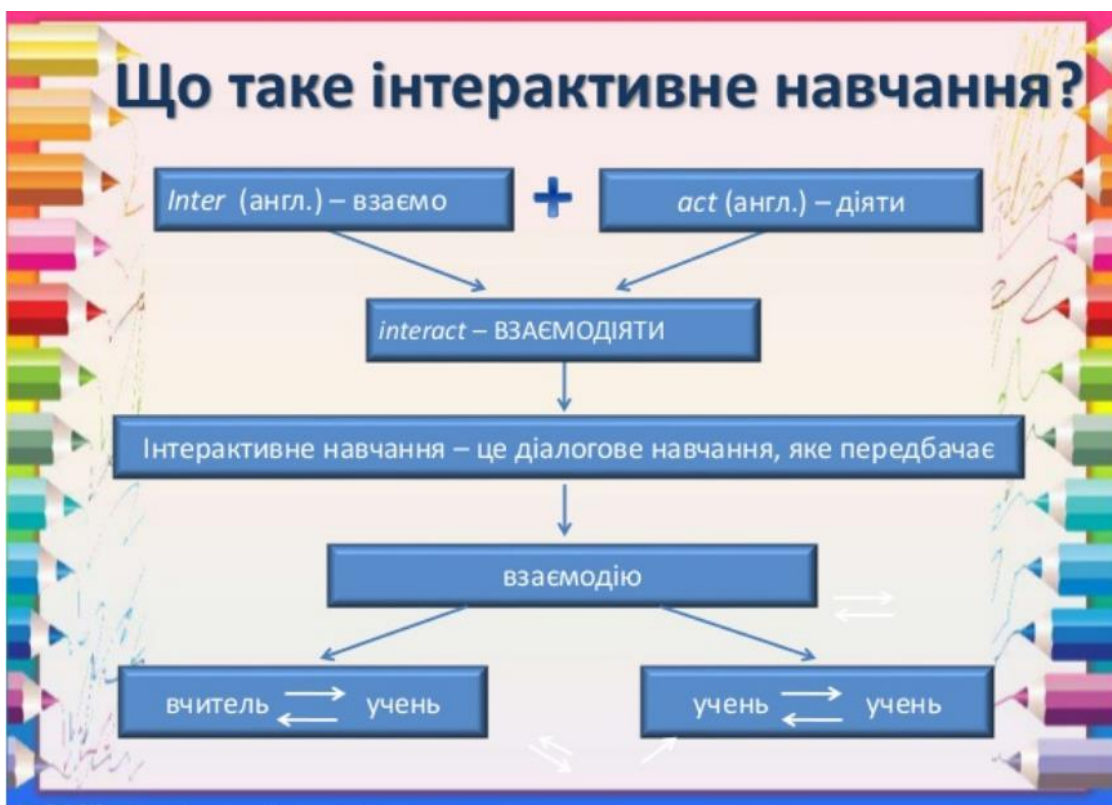 Що таке інтерактивне навчання?
Inter (англ.) – взаємо
+
act (англ.) – діяти
interact – ВЗАЄМОДІЯТИ
Інтерактивне навчання – це діалогове навчання, яке передбачає
взаємодію
вчитель учень
учень учень